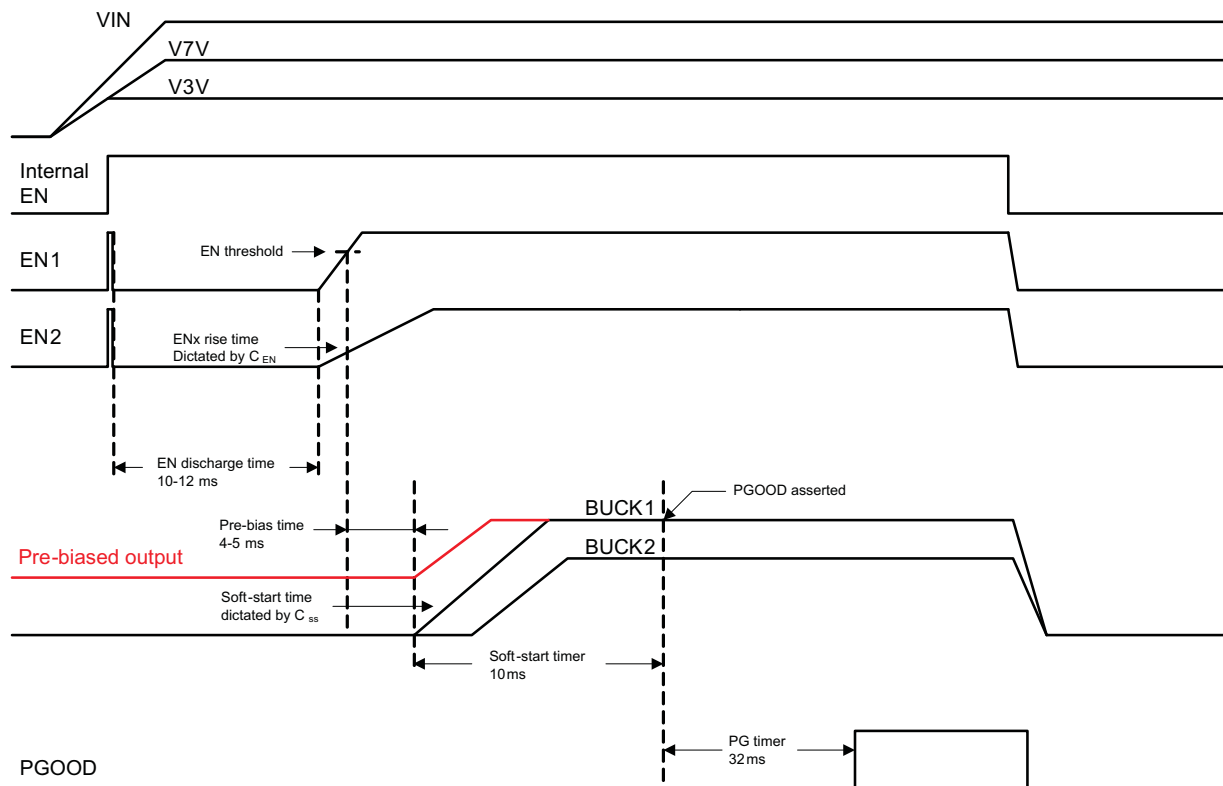 VIN
V7V
V3V
Internal
EN
EN threshold
EN1
EN2
ENx rise time
Dictated by C EN
EN discharge time
10-12 ms
PGOOD asserted
BUCK1
Pre-bias time
4-5 ms
Pre-biased output
BUCK2
Soft-start time
dictated by C ss
Soft-start timer
10ms
PG timer
32ms
PGOOD